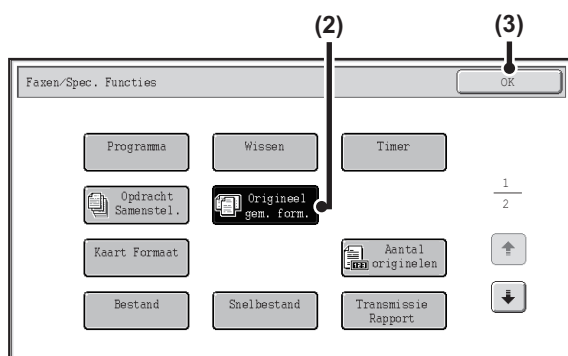 (2) (3)
Faxen/Spec. Functies OK
Programma Wissen Timer
Opdracht
Samenstel.
Origineel
gem. form.
Kaart Formaat
Aantal
originelen
Bestand Snelbestand
Transmissie
Rapport
1
2